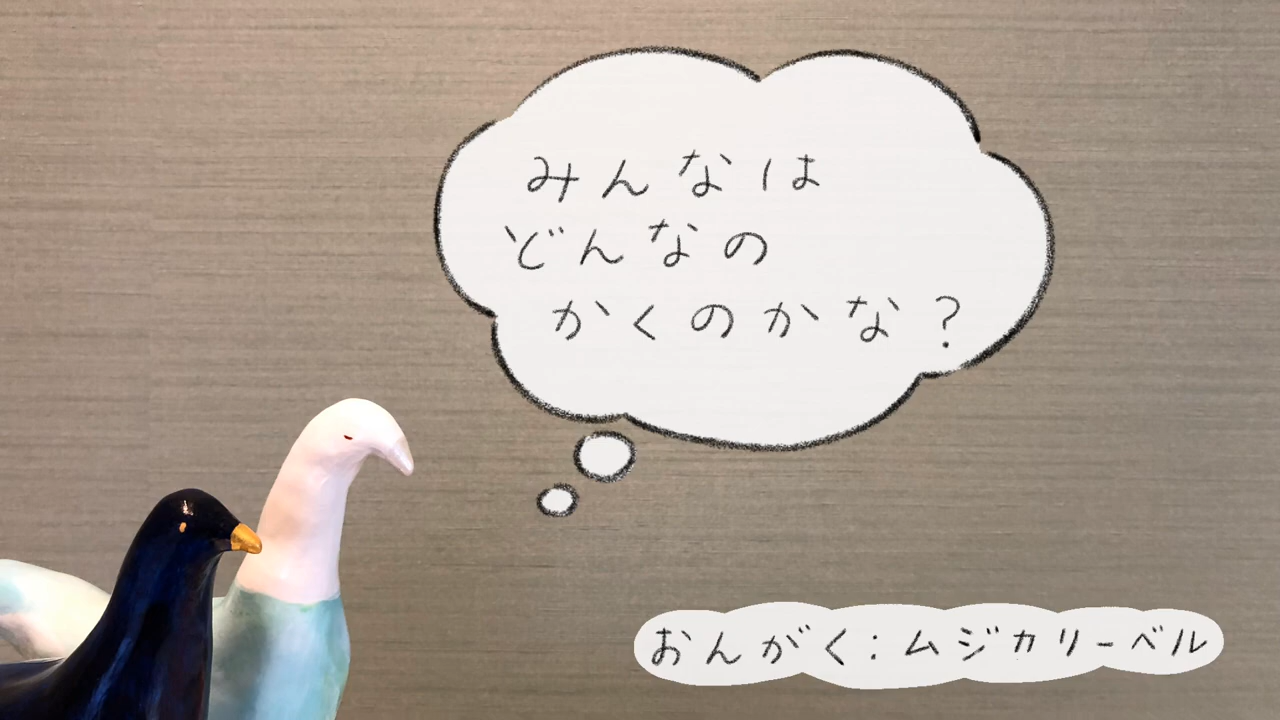 みんなは
どんなの
かくのかな?
おんがく:ムジカリーベル